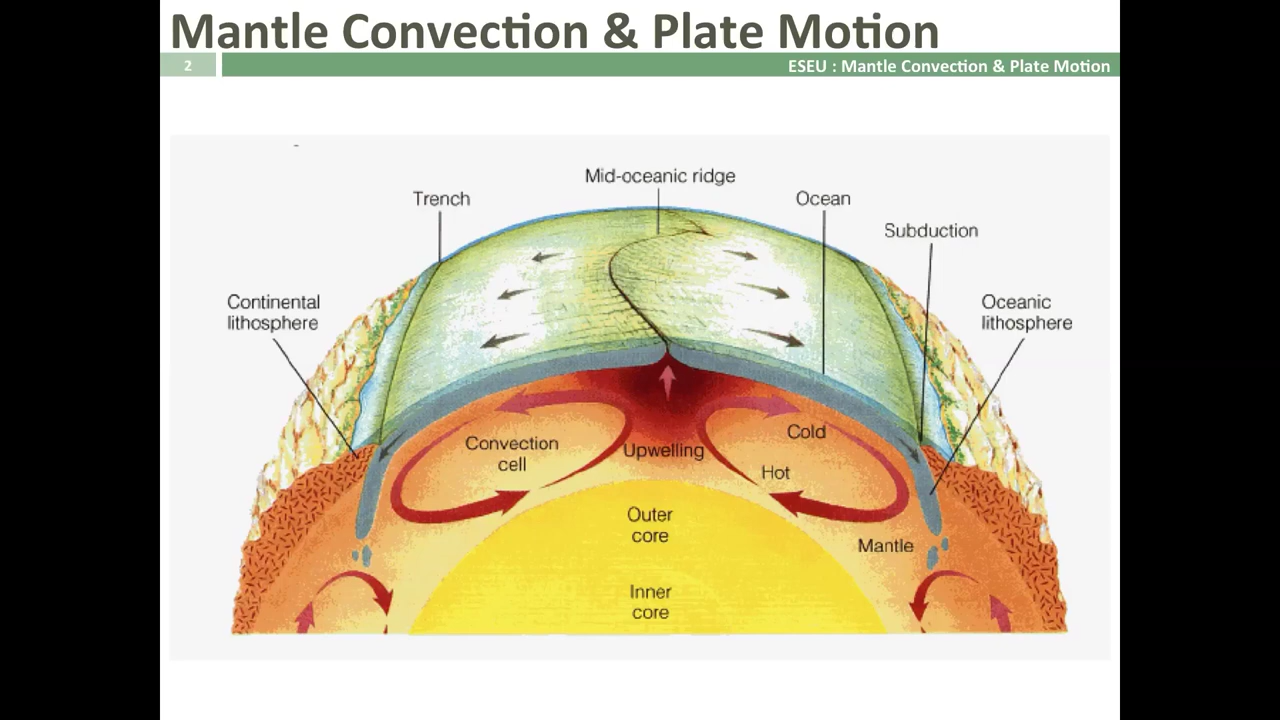 Mantle Convection & Plate Motion
2
ESEU : Mantle Convection & Plate Motion
Mid-oceanic ridge
Trench
Ocean
Subduction
Continental
lithosphere
Oceanic
lithosphere
Convection
cell
Upwelling
Cold
Hot
Outer
core
Mantle
Inner
core